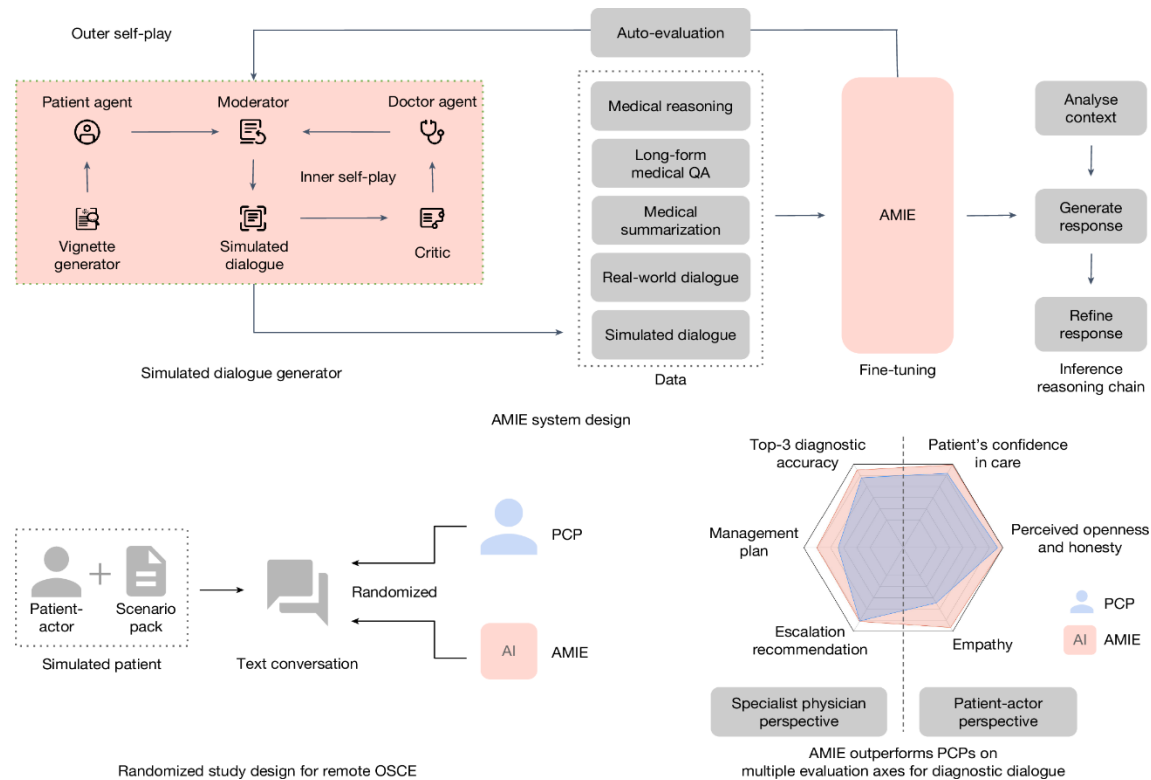 Outer self-play
Auto-evaluation
Patient agent
Moderator
Doctor agent
Inner self-play
Vignette
generator
Simulated
dialogue
Critic
Simulated dialogue generator
Medical reasoning
Long-form
medical QA
Medical
summarization
Real-world dialogue
Simulated dialogue
Data
AMIE
Fine-tuning
Analyse
context
Generate
response
Refine
response
Inference
reasoning chain
AMIE system design
Patient-
actor
Scenario
pack
Simulated patient
Text conversation
Randomized
PCP
AI
AMIE
Randomized study design for remote OSCE
Top-3 diagnostic
accuracy
Patient's confidence
in care
Management
plan
Perceived openness
and honesty
Escalation
recommendation
Empathy
PCP
AI
AMIE
Specialist physician
perspective
Patient-actor
perspective
AMIE outperforms PCPs on
multiple evaluation axes for diagnostic dialogue